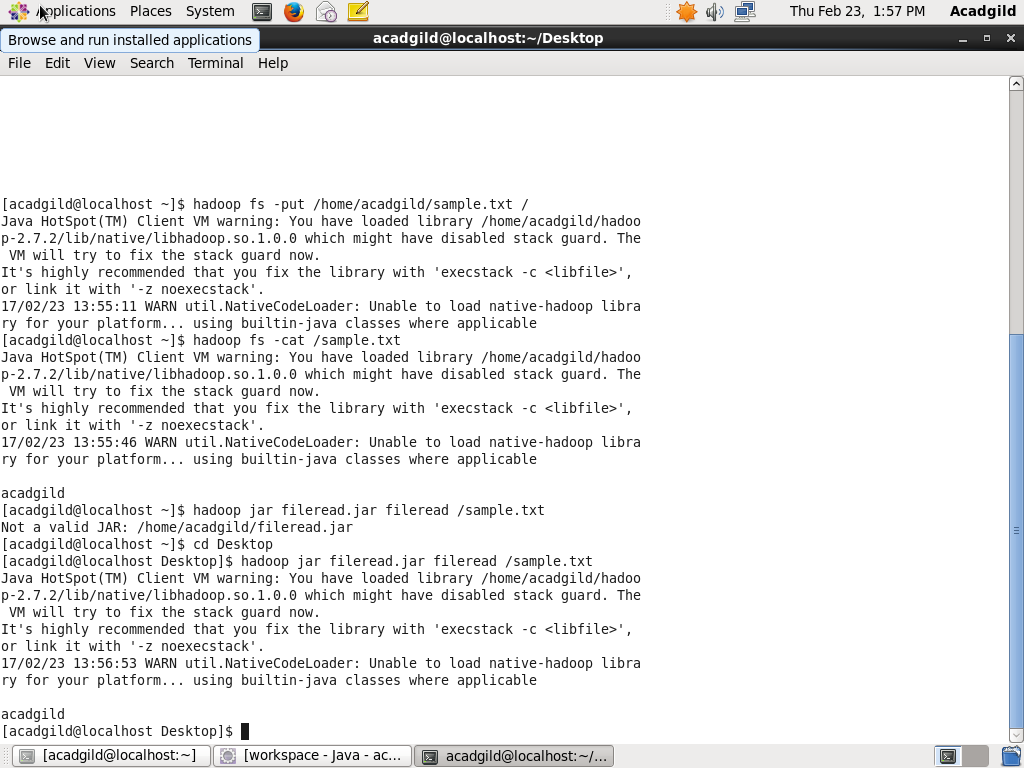 Applications Places System Thu Feb 23, 1:57 PM Acadgild
Browse and run installed applications
acadgild@localhost:~/Desktop
File Edit View Search Terminal Help
[acadgild@localhost ~]$ hadoop fs -put /home/acadgild/sample.txt /
Java HotSpot(TM) Client VM warning: You have loaded library /home/acadgild/hadoo
p-2.7.2/lib/native/libhadoop.so.1.0.0 which might have disabled stack guard. The
 VM will try to fix the stack guard now.
It's highly recommended that you fix the library with 'execstack -c <libfile>',
or link it with '-z noexecstack'.
17/02/23 13:55:11 WARN util.NativeCodeLoader: Unable to load native-hadoop libra
ry for your platform... using builtin-java classes where applicable
[acadgild@localhost ~]$ hadoop fs -cat /sample.txt
Java HotSpot(TM) Client VM warning: You have loaded library /home/acadgild/hadoo
p-2.7.2/lib/native/libhadoop.so.1.0.0 which might have disabled stack guard. The
 VM will try to fix the stack guard now.
It's highly recommended that you fix the library with 'execstack -c <libfile>',
or link it with '-z noexecstack'.
17/02/23 13:55:46 WARN util.NativeCodeLoader: Unable to load native-hadoop libra
ry for your platform... using builtin-java classes where applicable
acadgild
[acadgild@localhost ~]$ hadoop jar fileread.jar fileread /sample.txt
Not a valid JAR: /home/acadgild/fileread.jar
[acadgild@localhost ~]$ cd Desktop
[acadgild@localhost Desktop]$ hadoop jar fileread.jar fileread /sample.txt
Java HotSpot(TM) Client VM warning: You have loaded library /home/acadgild/hadoo
p-2.7.2/lib/native/libhadoop.so.1.0.0 which might have disabled stack guard. The
 VM will try to fix the stack guard now.
It's highly recommended that you fix the library with 'execstack -c <libfile>',
or link it with '-z noexecstack'.
17/02/23 13:56:53 WARN util.NativeCodeLoader: Unable to load native-hadoop libra
ry for your platform... using builtin-java classes where applicable
acadgild
[acadgild@localhost Desktop]$
[acadgild@localhost:~] [workspace - Java - ac... acadgild@localhost:~/...